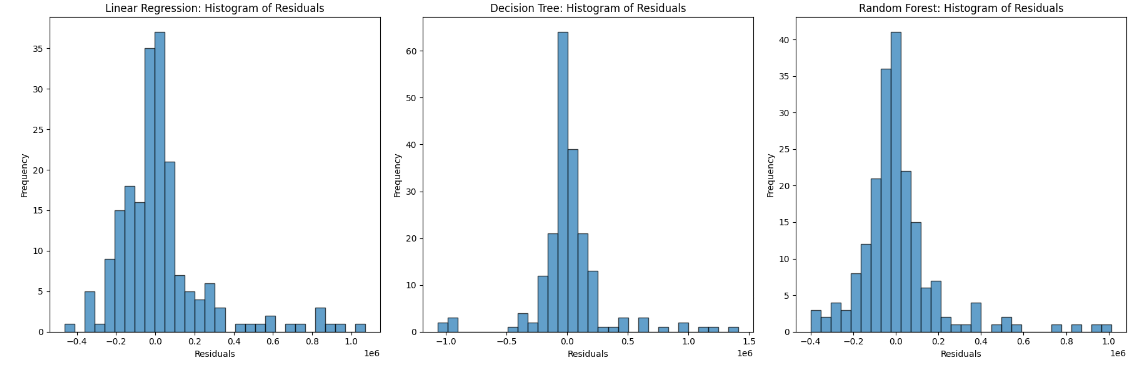 Linear Regression: Histogram of Residuals
35
30
25
20
15
10
5
0
Frequency
−0.4 −0.2 0.0 0.2 0.4 0.6 0.8 1.0
1e6
Residuals
Decision Tree: Histogram of Residuals
60
50
40
30
20
10
0
Frequency
−1.0 −0.5 0.0 0.5 1.0 1.5
1e6
Residuals
Random Forest: Histogram of Residuals
40
35
30
25
20
15
10
5
0
Frequency
−0.4 −0.2 0.0 0.2 0.4 0.6 0.8 1.0
1e6
Residuals